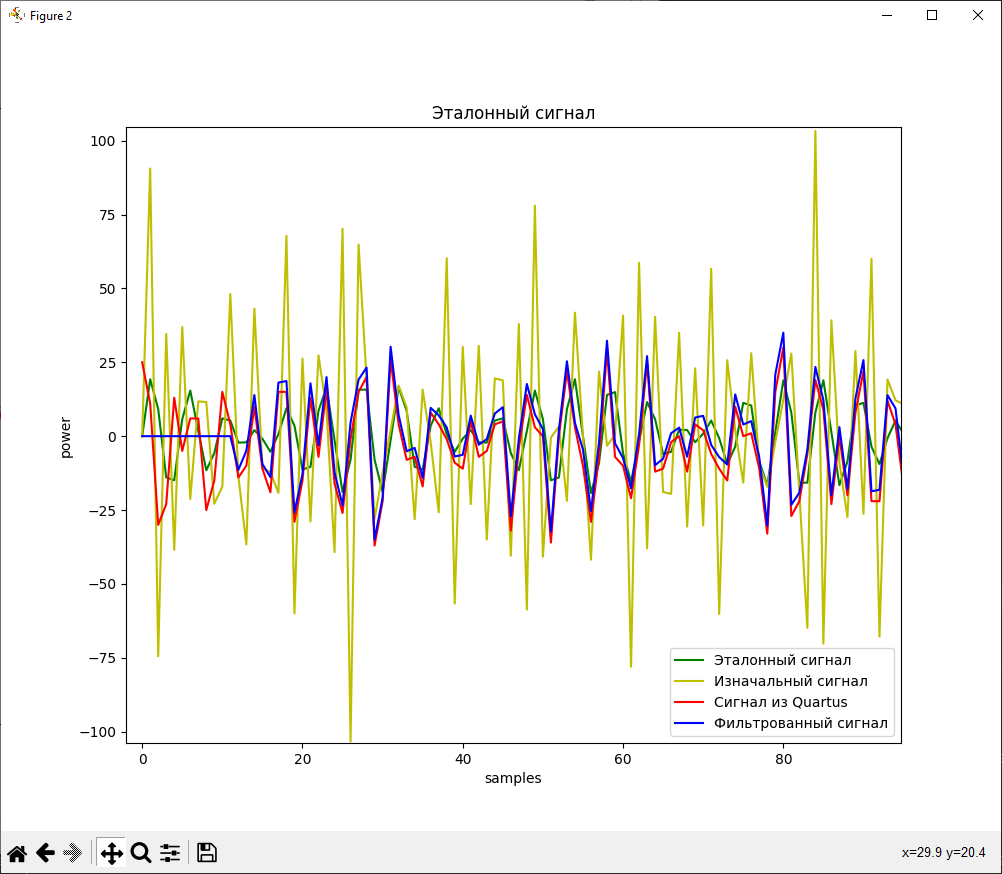 Figure 2
Эталонный сигнал
100
75
50
25
0
−25
−50
−75
−100
power
0
20
40
60
80
samples
Эталонный сигнал
Изначальный сигнал
Сигнал из Quartus
Фильтрованный сигнал
x=29.9 y=20.4